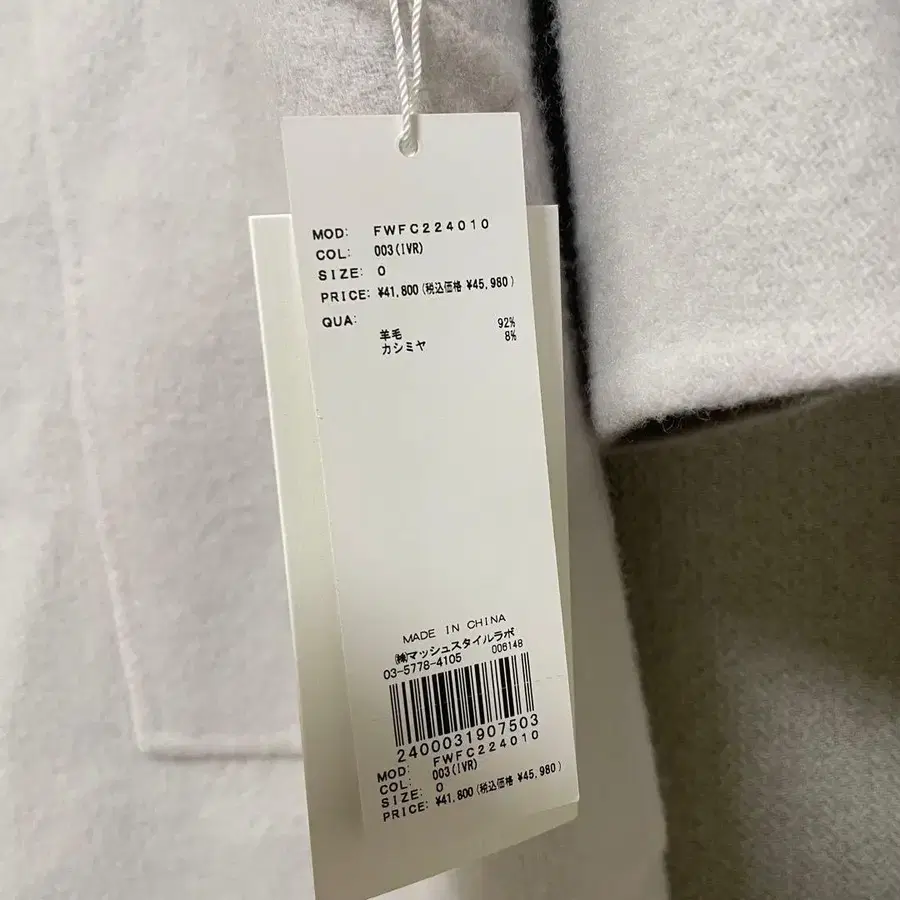 MOD: FWFC224010
COL: 003(IVR)
SIZE: 0
PRICE: ¥41,800(税込価格 ¥45,980)
QUA:
羊毛 92%
カシミヤ 8%
MADE IN CHINA
㈱マッシュスタイルラボ
03-5778-4105 006148
2400031907503
MOD: FWFC224010
COL: 003(IVR)
SIZE: 0
PRICE: ¥41,800(税込価格 ¥45,980)